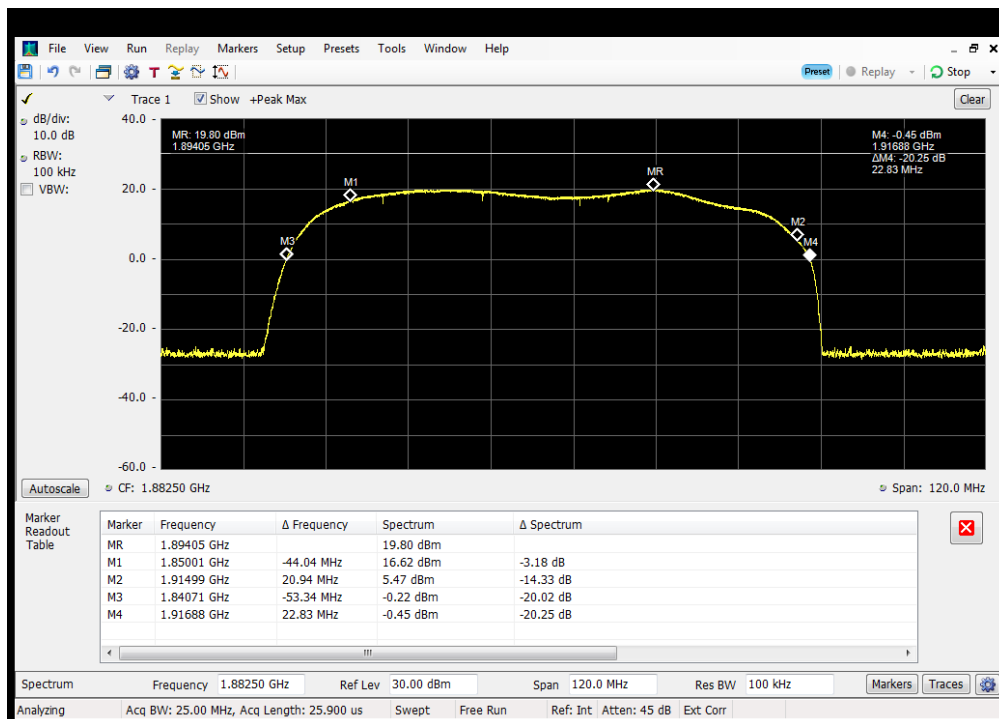 File View Run Replay Markers Setup Presets Tools Window Help
T Preset Replay Stop
Trace 1 Show +Peak Max Clear
dB/div:
10.0 dB
RBW:
100 kHz
VBW:
40.0
20.0
0.0
-20.0
-40.0
-60.0
MR: 19.80 dBm
1.89405 GHz
M4: -0.45 dBm
1.91688 GHz
ΔM4: -20.25 dB
22.83 MHz
M1
MR
M2
M3
M4
Autoscale CF: 1.88250 GHz Span: 120.0 MHz
Marker
Readout
Table
Marker Frequency Δ Frequency Spectrum Δ Spectrum
MR 1.89405 GHz 19.80 dBm
M1 1.85001 GHz -44.04 MHz 16.62 dBm -3.18 dB
M2 1.91499 GHz 20.94 MHz 5.47 dBm -14.33 dB
M3 1.84071 GHz -53.34 MHz -0.22 dBm -20.02 dB
M4 1.91688 GHz 22.83 MHz -0.45 dBm -20.25 dB
Spectrum Frequency 1.88250 GHz Ref Lev 30.00 dBm Span 120.0 MHz Res BW 100 kHz Markers Traces
Analyzing Acq BW: 25.00 MHz, Acq Length: 25.900 us Swept Free Run Ref: Int Atten: 45 dB Ext Corr